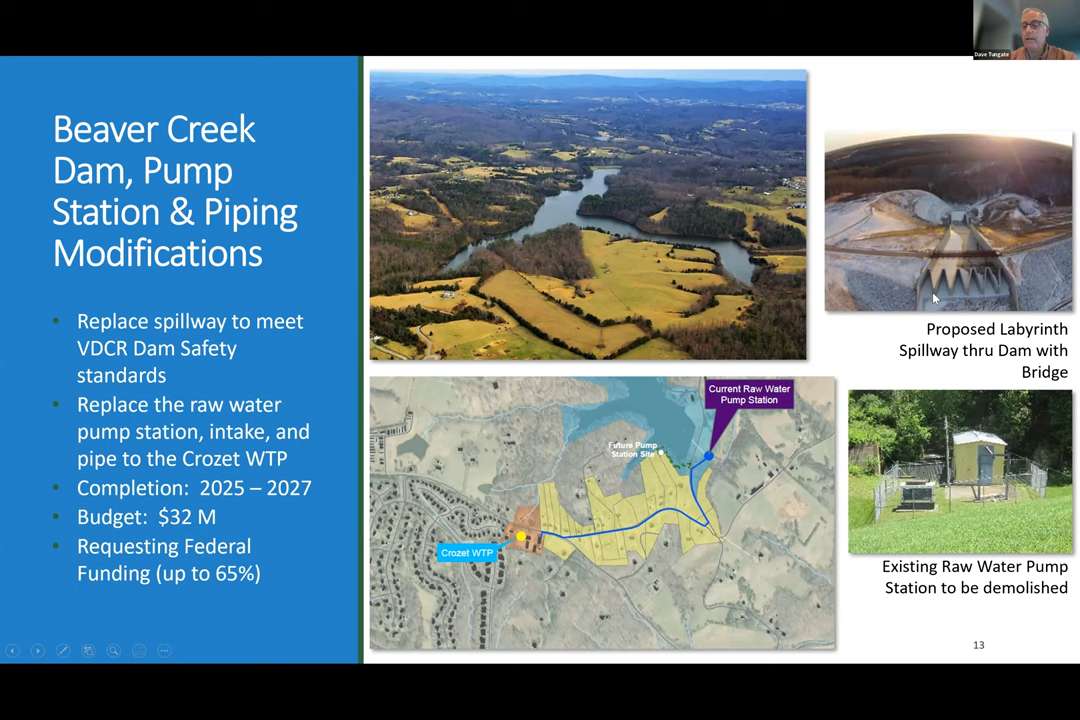 Dave Tungate
Beaver Creek
Dam, Pump
Station & Piping
Modifications
• Replace spillway to meet
VDCR Dam Safety
standards
• Replace the raw water
pump station, intake, and
pipe to the Crozet WTP
• Completion: 2025 – 2027
• Budget: $32 M
• Requesting Federal
Funding (up to 65%)
Proposed Labyrinth
Spillway thru Dam with
Bridge
Current Raw Water
Pump Station
Future Pump
Station Site
Crozet WTP
Existing Raw Water Pump
Station to be demolished
13